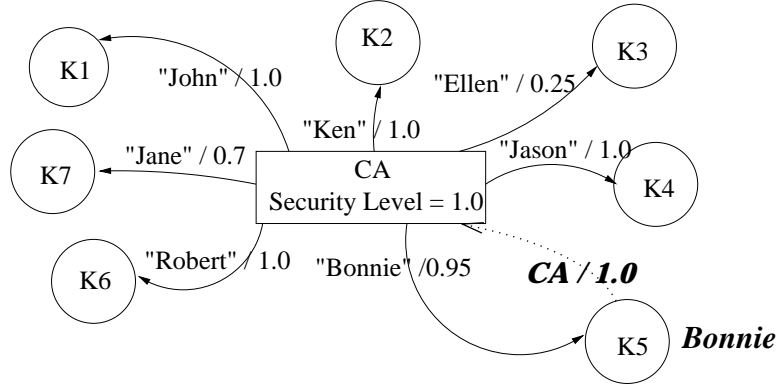 K1
K2
K3
"John" / 1.0
"Ellen" / 0.25
"Ken" / 1.0
"Jane" / 0.7
"Jason" / 1.0
K7
CA
Security Level = 1.0
K4
"Robert" / 1.0
"Bonnie" /0.95
CA / 1.0
K6
K5
Bonnie